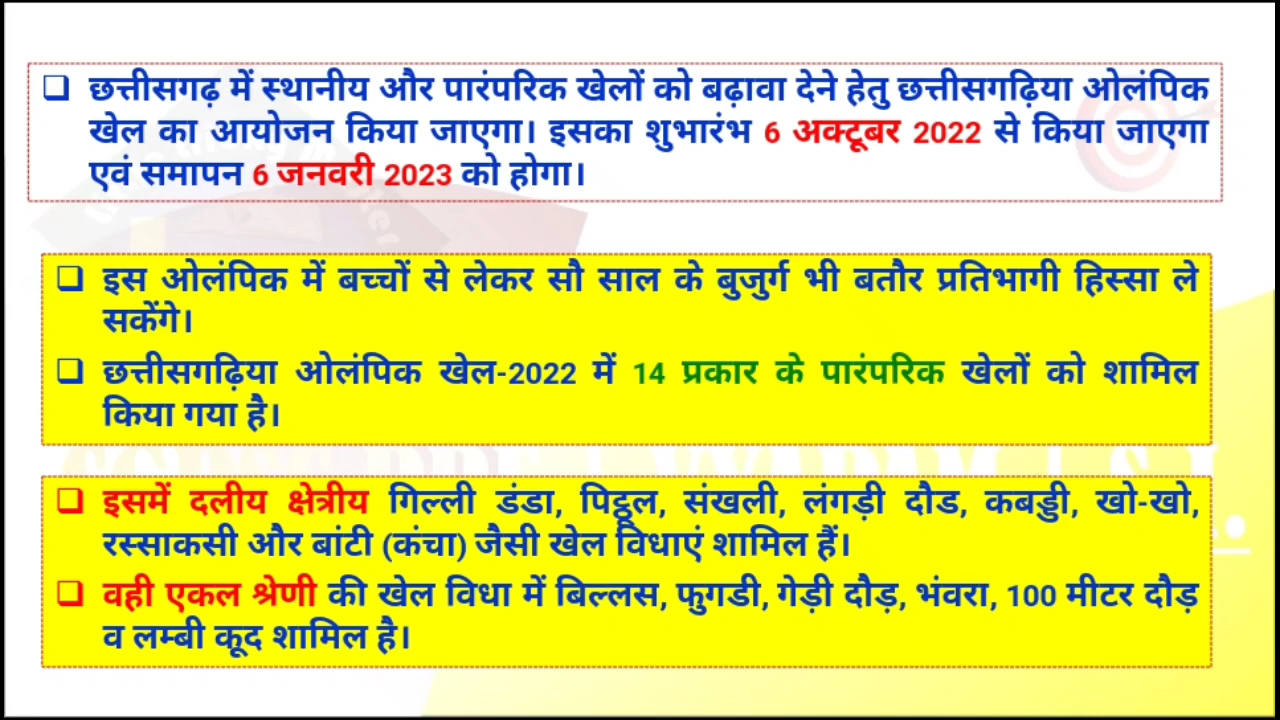 ❑ छत्तीसगढ़ में स्थानीय और पारंपरिक खेलों को बढ़ावा देने हेतु छत्तीसगढ़िया ओलंपिक
खेल का आयोजन किया जाएगा। इसका शुभारंभ 6 अक्टूबर 2022 से किया जाएगा
एवं समापन 6 जनवरी 2023 को होगा।
❑ इस ओलंपिक में बच्चों से लेकर सौ साल के बुजुर्ग भी बतौर प्रतिभागी हिस्सा ले
सकेंगे।
❑ छत्तीसगढ़िया ओलंपिक खेल-2022 में 14 प्रकार के पारंपरिक खेलों को शामिल
किया गया है।
❑ इसमें दलीय क्षेत्रीय गिल्ली डंडा, पिट्ठूल, संखली, लंगड़ी दौड, कबड्डी, खो-खो,
रस्साकसी और बांटी (कंचा) जैसी खेल विधाएं शामिल हैं।
❑ वही एकल श्रेणी की खेल विधा में बिल्लस, फुगडी, गेड़ी दौड़, भंवरा, 100 मीटर दौड़
व लम्बी कूद शामिल है।